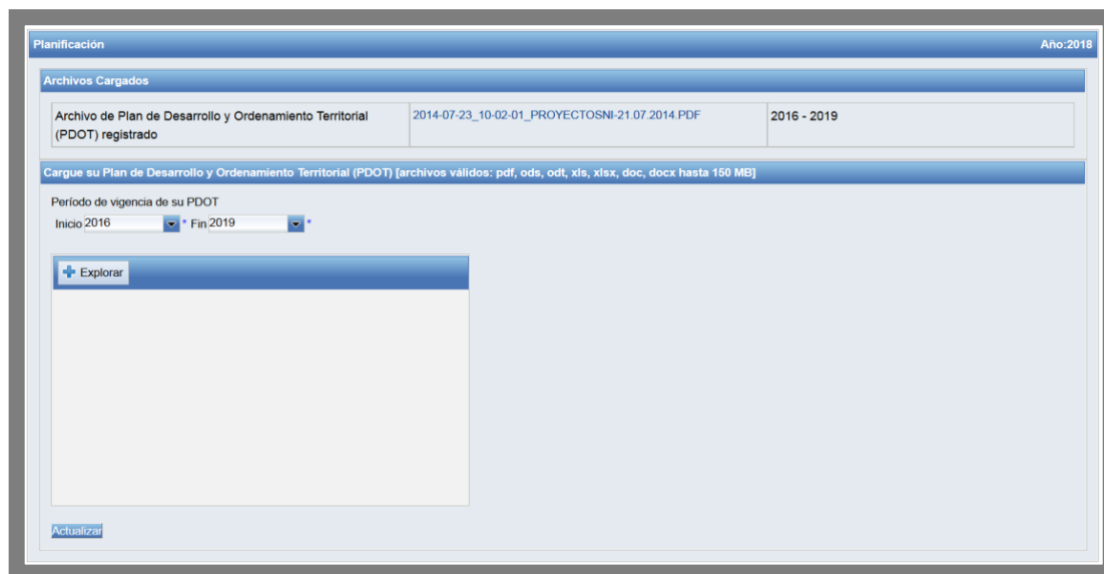 Planificación Año:2018
Archivos Cargados
Archivo de Plan de Desarrollo y Ordenamiento Territorial 2014-07-23_10-02-01_PROYECTOSNI-21.07.2014.PDF 2016 - 2019
(PDOT) registrado
Cargue su Plan de Desarrollo y Ordenamiento Territorial (PDOT) [archivos válidos: pdf, ods, odt, xls, xlsx, doc, docx hasta 150 MB]
Período de vigencia de su PDOT
Inicio 2016 * Fin 2019 *
Explorar
Actualizar